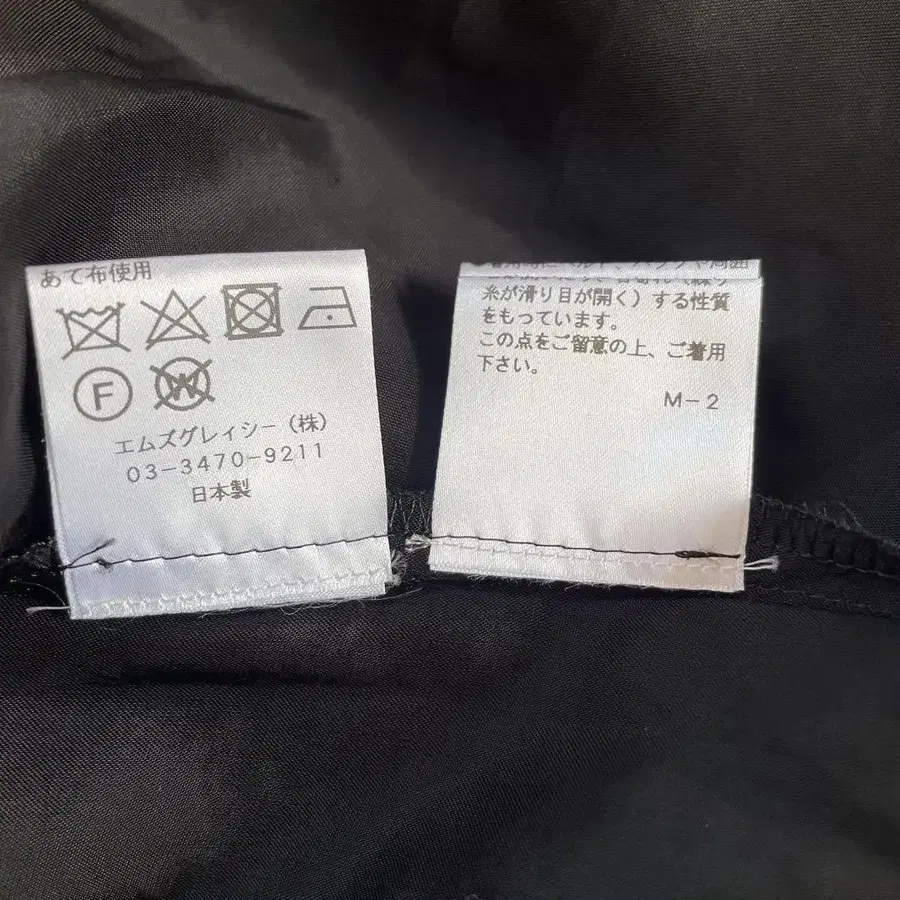 あて布使用
F
W
エムズグレイシー(株)
03-3470-9211
日本製
糸が滑り目が開く)する性質
をもっています。
この点をご留意の上、ご着用
下さい。
M-2